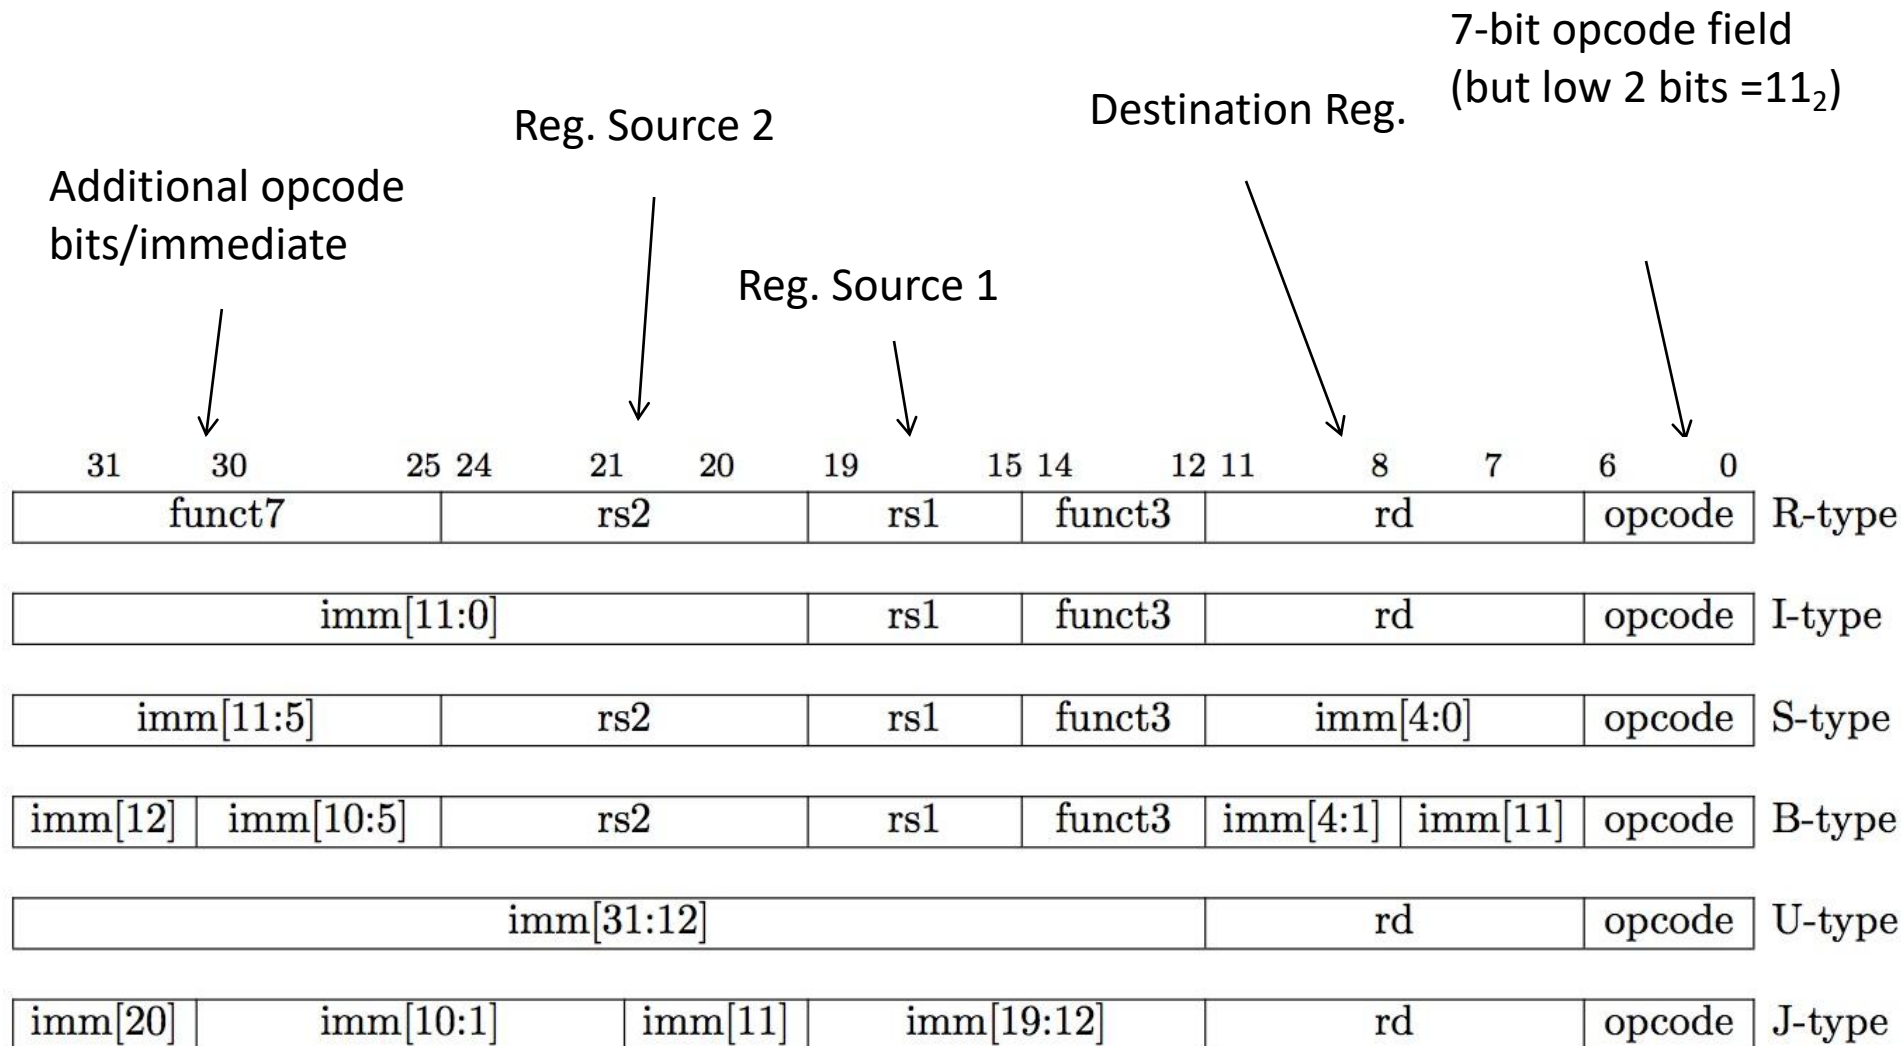 7-bit opcode field
(but low 2 bits =11₂)
Destination Reg.
Reg. Source 2
Additional opcode
bits/immediate
Reg. Source 1
31 30 25 24 21 20 19 15 14 12 11 8 7 6 0
funct7 rs2 rs1 funct3 rd opcode R-type
imm[11:0] rs1 funct3 rd opcode I-type
imm[11:5] rs2 rs1 funct3 imm[4:0] opcode S-type
imm[12] imm[10:5] rs2 rs1 funct3 imm[4:1] imm[11] opcode B-type
imm[31:12] rd opcode U-type
imm[20] imm[10:1] imm[11] imm[19:12] rd opcode J-type